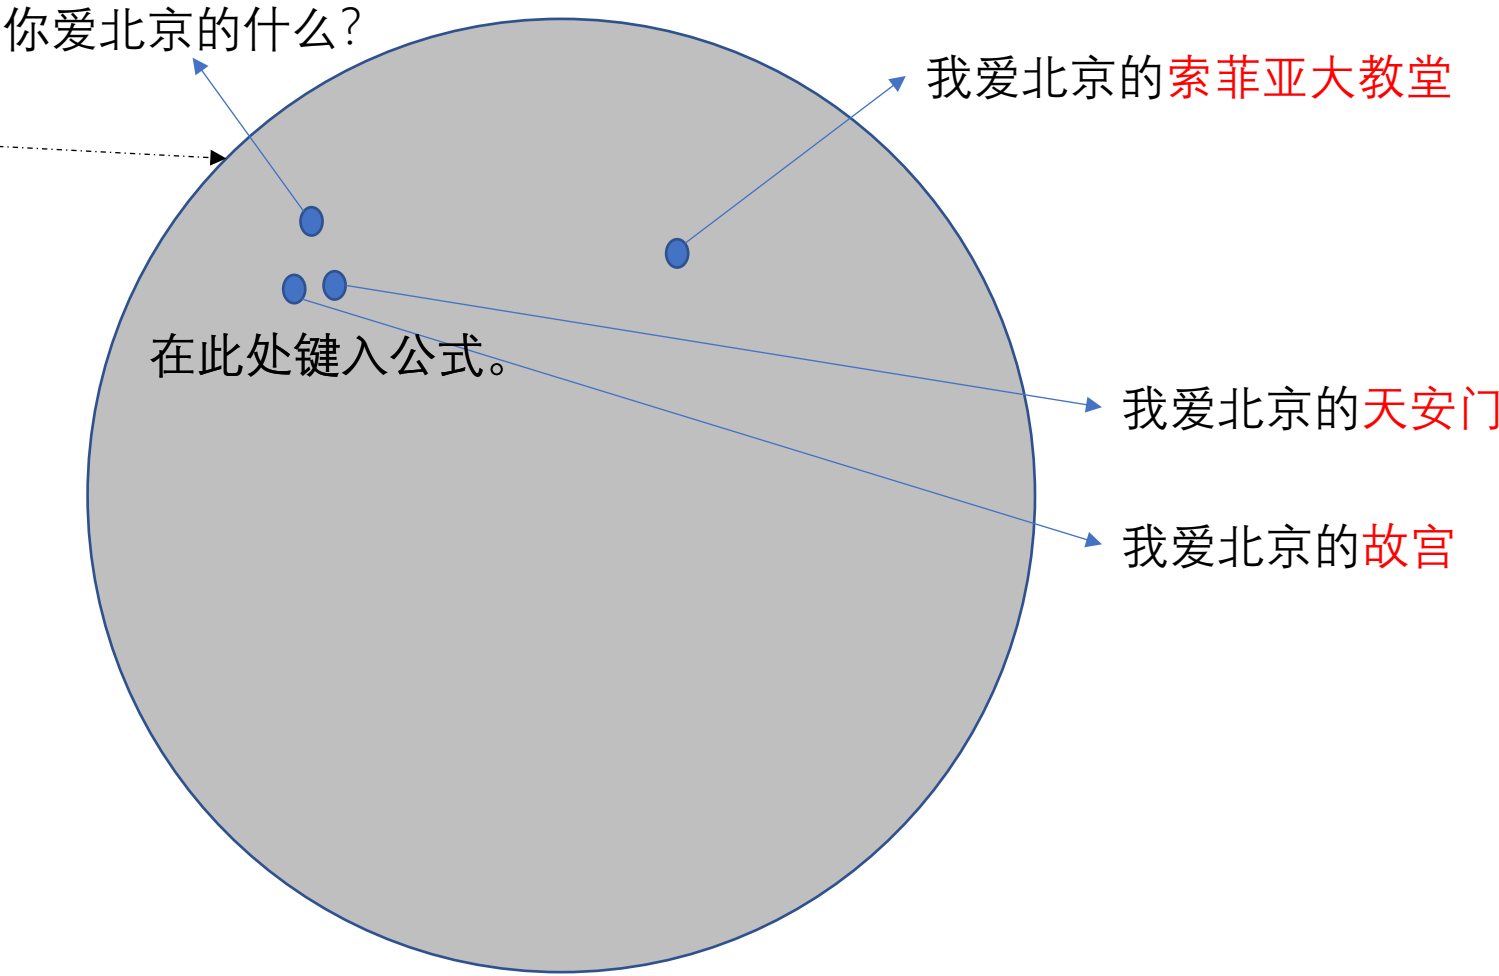 你爱北京的什么？
我爱北京的索菲亚大教堂
在此处键入公式。
我爱北京的天安门
我爱北京的故宫